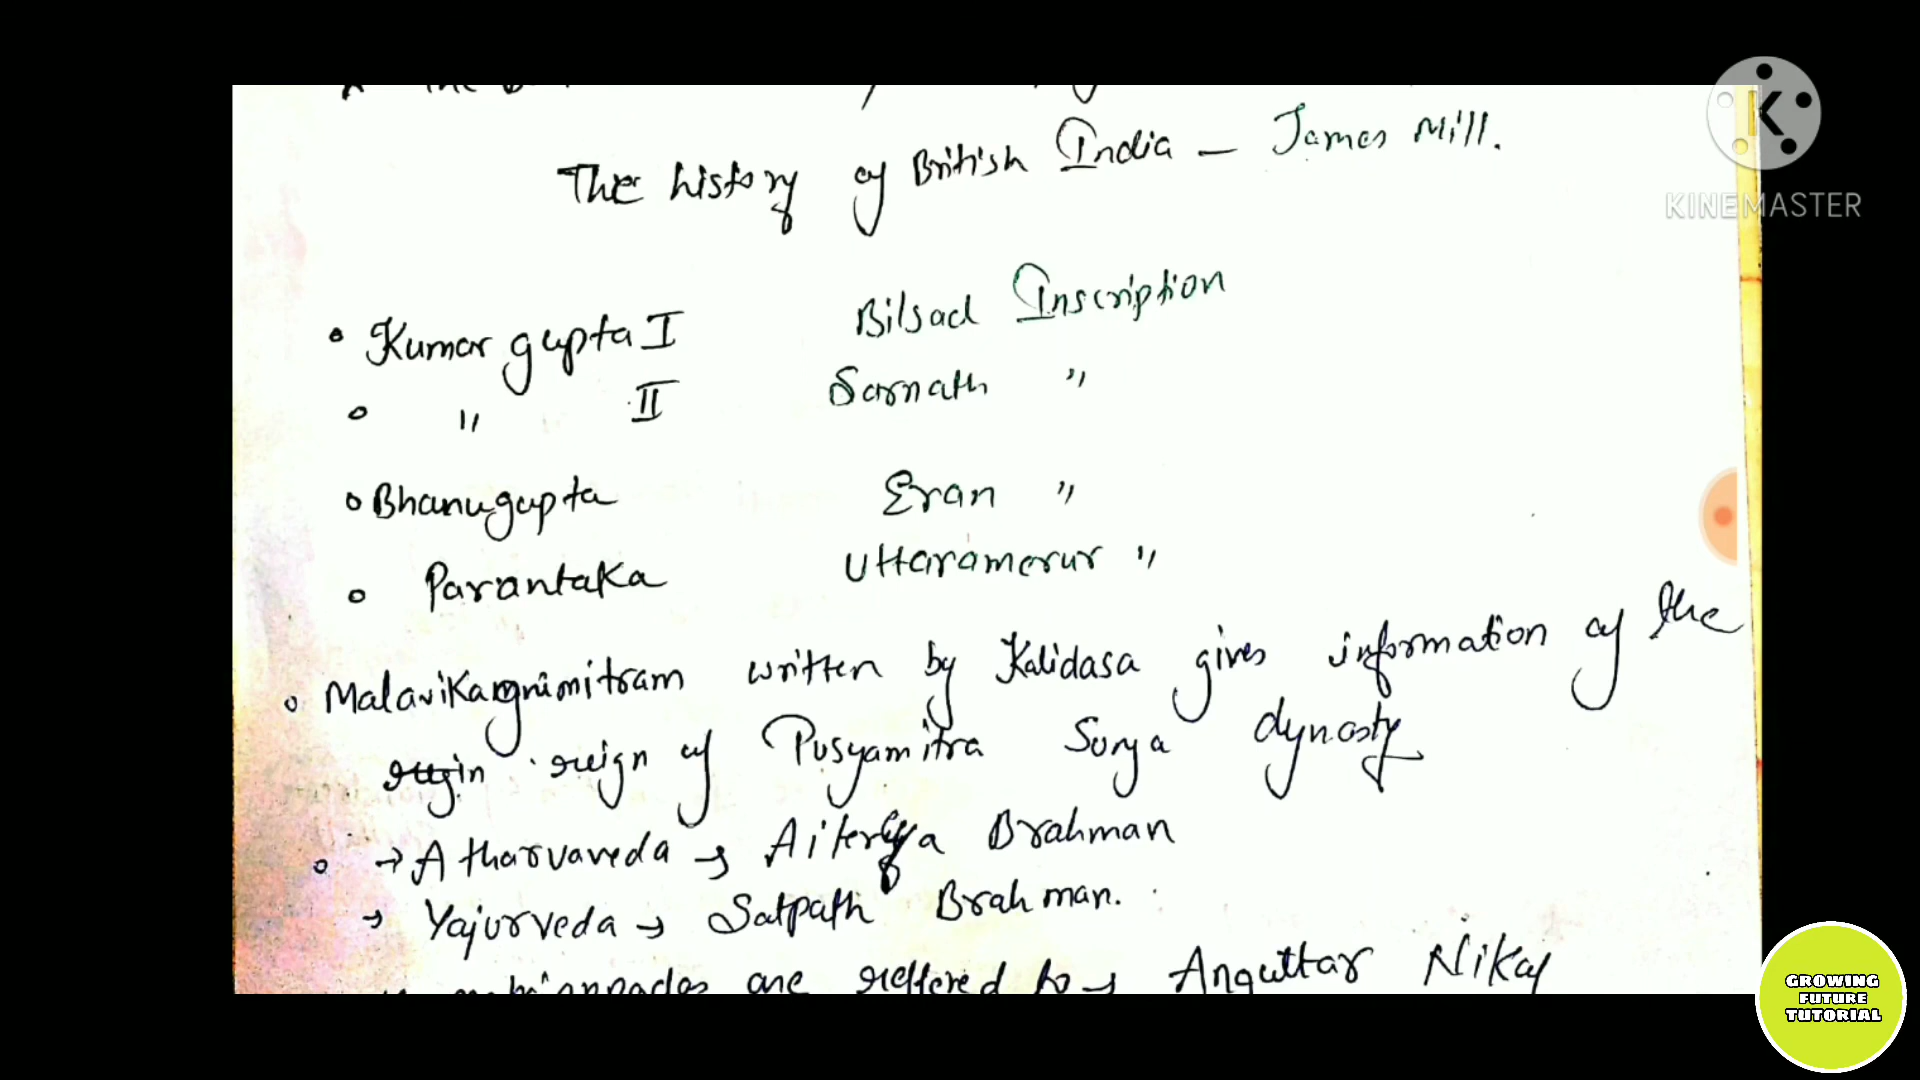 The history of British India - James Mill.
KINEMASTER
• Kumar gupta I Bilsad Inscription
• " II Sarnath "
• Bhanugupta Eran "
• Parantaka Uttaramerur "
• Malavikagnimitram written by Kalidasa gives information of the
reign of Pusyamitra Sunga dynasty
• → Atharvaveda → Aitereya Brahman
→ Yajurveda → Satpath Brahman.
are reffered to → Anguttar Nikay
GROWING
FUTURE
TUTORIAL